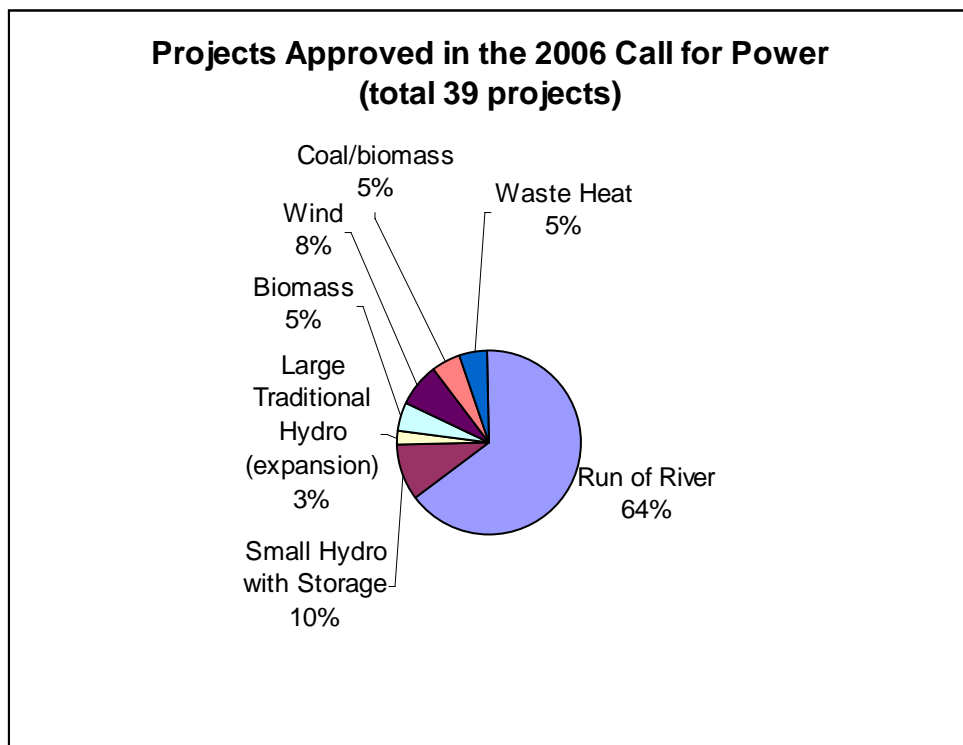 Projects Approved in the 2006 Call for Power
(total 39 projects)
Coal/biomass
5%
Waste Heat
5%
Wind
8%
Biomass
5%
Large
Traditional
Hydro
(expansion)
3%
Run of River
64%
Small Hydro
with Storage
10%